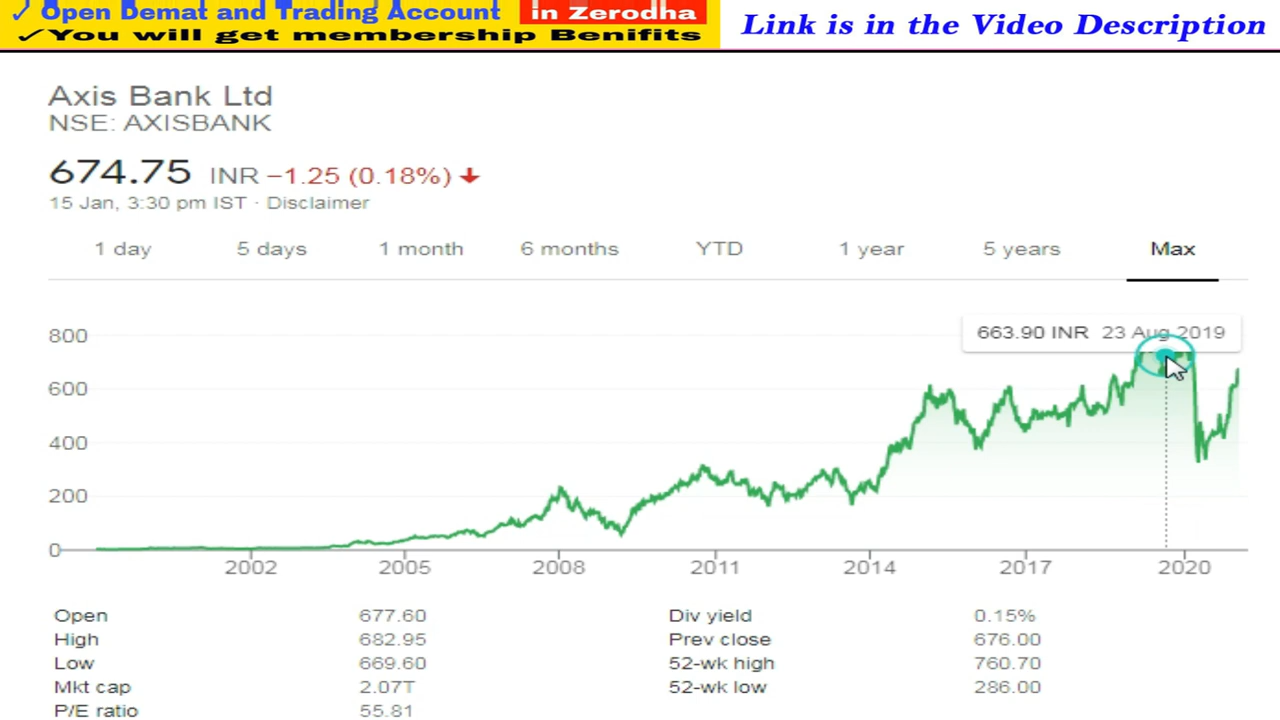 ✓ Open Demat and Trading Account in Zerodha
✓You will get membership Benifits
Link is in the Video Description
Axis Bank Ltd
NSE: AXISBANK
674.75 INR −1.25 (0.18%) ↓
15 Jan, 3:30 pm IST · Disclaimer
1 day 5 days 1 month 6 months YTD 1 year 5 years Max
663.90 INR 23 Aug 2019
800
600
400
200
0
2002 2005 2008 2011 2014 2017 2020
Open 677.60 Div yield 0.15%
High 682.95 Prev close 676.00
Low 669.60 52-wk high 760.70
Mkt cap 2.07T 52-wk low 286.00
P/E ratio 55.81